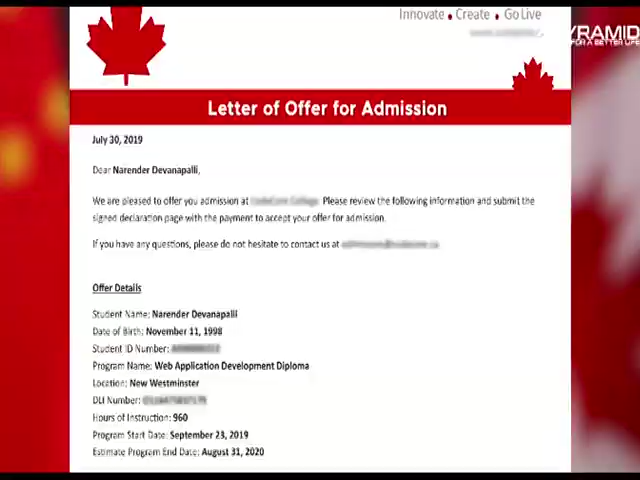 Innovate • Create • Go Live
YRAMID
FOR A BETTER LIFE
Letter of Offer for Admission
July 30, 2019
Dear Narender Devanapalli,
We are pleased to offer you admission at Please review the following information and submit the
signed declaration page with the payment to accept your offer for admission.
If you have any questions, please do not hesitate to contact us at
Offer Details
Student Name: Narender Devanapalli
Date of Birth: November 11, 1998
Student ID Number:
Program Name: Web Application Development Diploma
Location: New Westminster
DLI Number:
Hours of Instruction: 960
Program Start Date: September 23, 2019
Estimate Program End Date: August 31, 2020